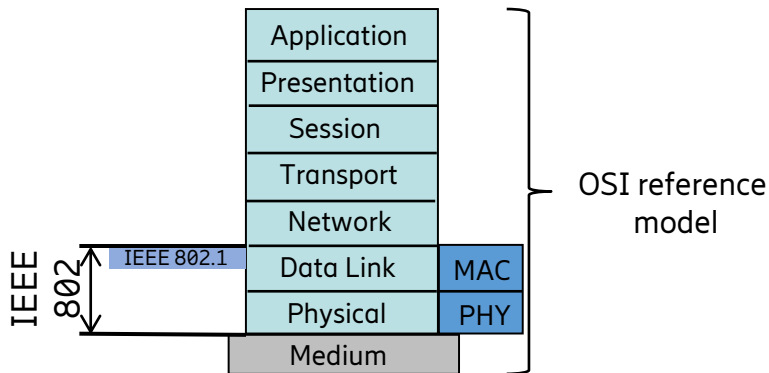 Application
Presentation
Session
Transport
Network
Data Link
Physical
Medium
MAC
PHY
IEEE 802.1
IEEE
802
OSI reference
model